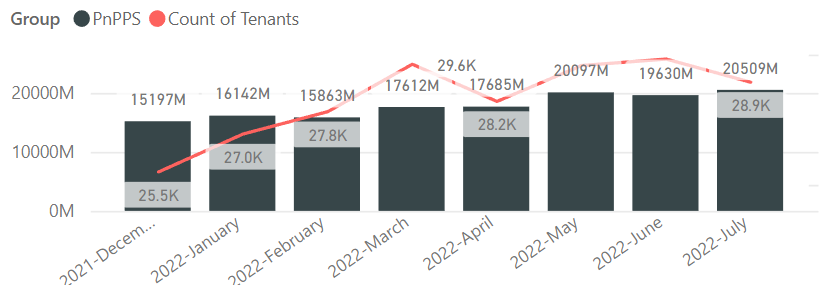 Group PnPPS Count of Tenants
29.6K
15197M 16142M 15863M 17612M 17685M 20097M 19630M 20509M
20000M
28.9K
28.2K
27.8K
27.0K
10000M
25.5K
0M
2021-Decem... 2022-January 2022-February 2022-March 2022-April 2022-May 2022-June 2022-July